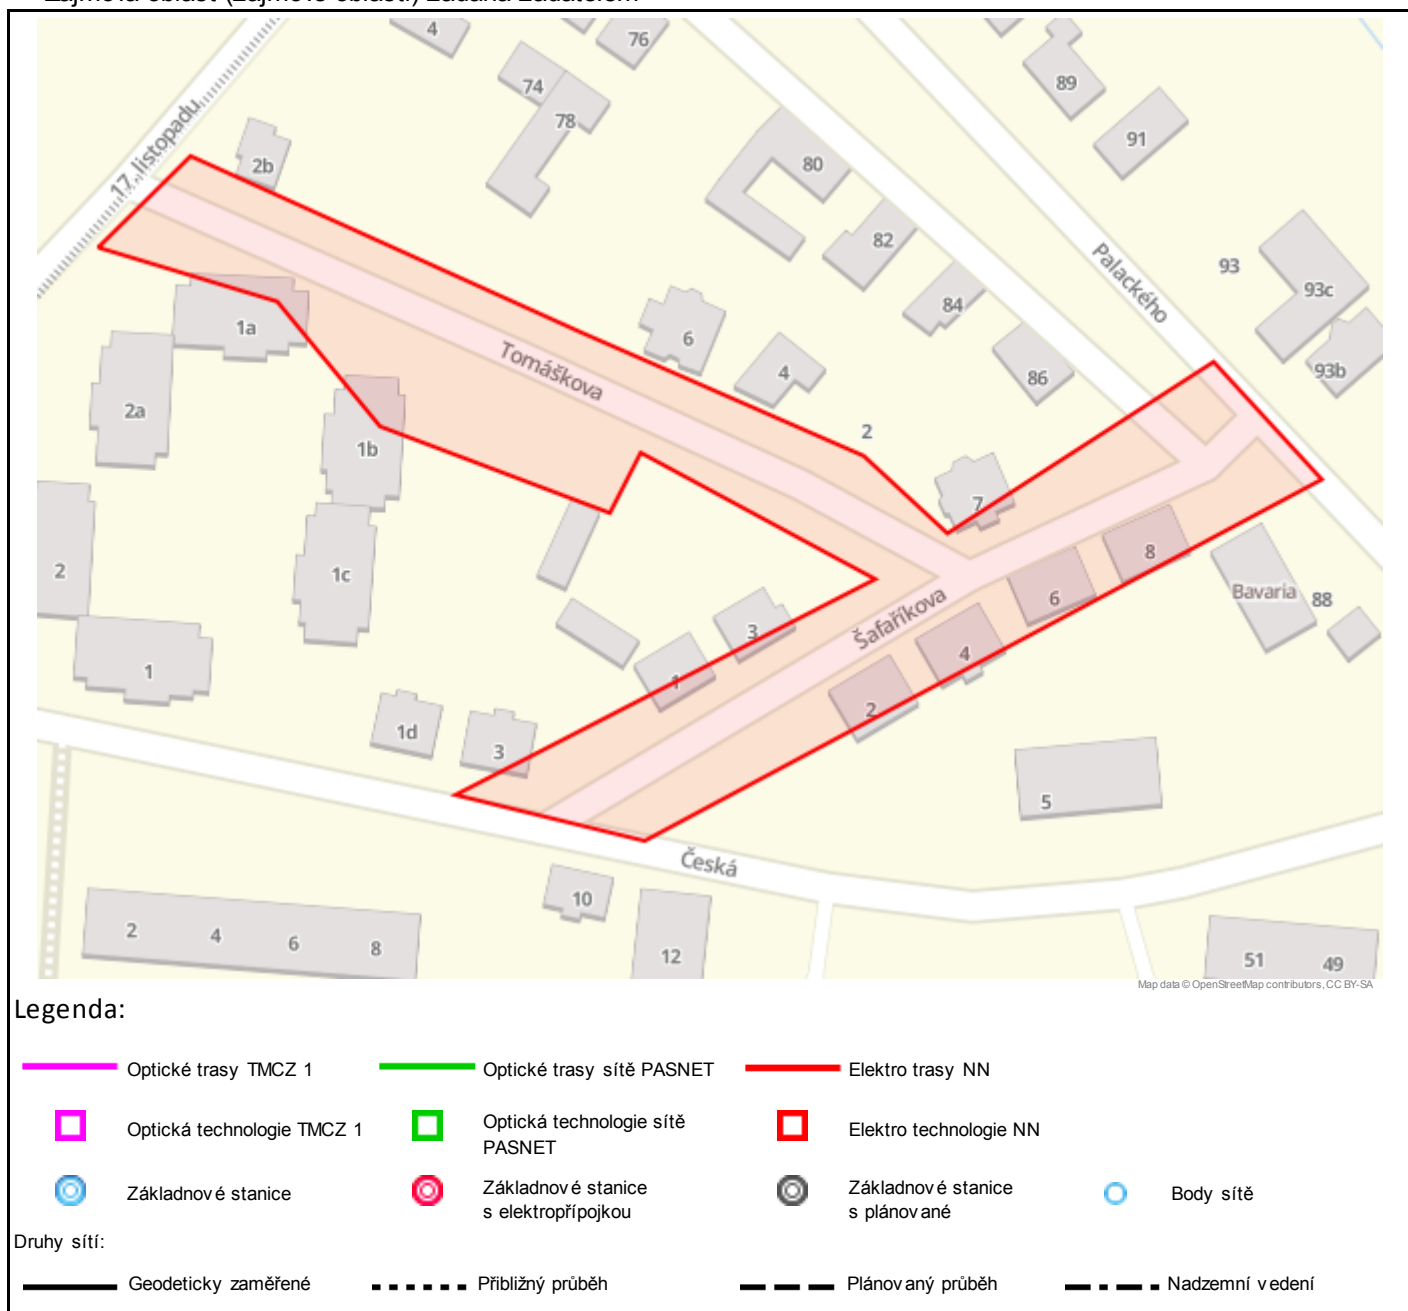 4
76
74
78
89
91
17. listopadu
2b
80
82
84
86
Palackého
93
93c
93b
1a
2a
1b
6
4
Tomáškova
2
7
2
1c
8
6
Bavaria
88
Šafaříkova
3
4
1
2
1
1d
3
5
Česká
10
12
2
4
6
8
51
49
Map data © OpenStreetMap contributors, CC BY-SA
Legenda:
Optické trasy TMCZ 1
Optické trasy sítě PASNET
Elektro trasy NN
Optická technologie TMCZ 1
Optická technologie sítě
PASNET
Elektro technologie NN
Základnové stanice
Základnové stanice
s elektropřípojkou
Základnové stanice
s plánované
Body sítě
Druhy sítí:
Geodeticky zaměřené
Přibližný průběh
Plánovaný průběh
Nadzemní vedení